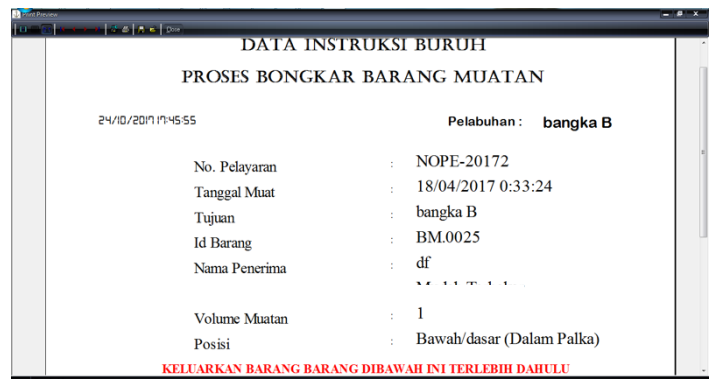 Print Preview
Close
DATA INSTRUKSI BURUH
PROSES BONGKAR BARANG MUATAN
24/10/2017 17:45:55
Pelabuhan : bangka B
No. Pelayaran : NOPE-20172
Tanggal Muat : 18/04/2017 0:33:24
Tujuan : bangka B
Id Barang : BM.0025
Nama Penerima : df
Volume Muatan : 1
Posisi : Bawah/dasar (Dalam Palka)
KELUARKAN BARANG BARANG DIBAWAH INI TERLEBIH DAHULU